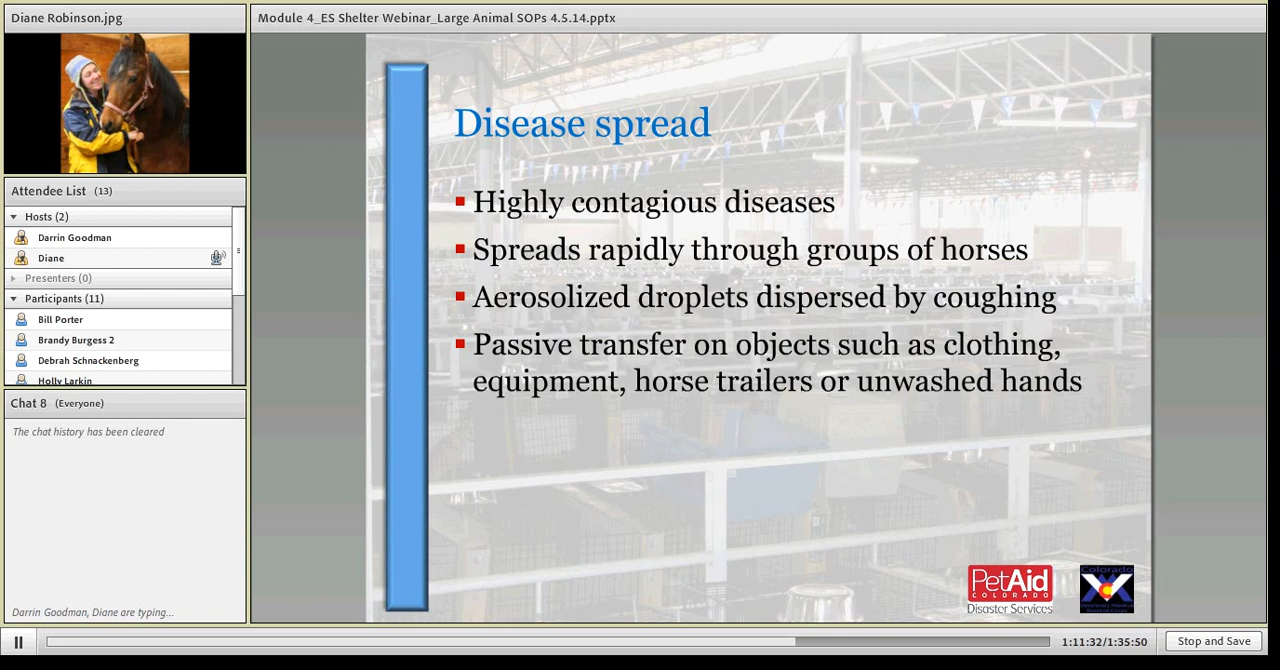 Diane Robinson.jpg
Module 4_ES Shelter Webinar_Large Animal SOPs 4.5.14.pptx
Attendee List (13)
Hosts (2)
Darrin Goodman
Diane
Presenters (0)
Participants (11)
Bill Porter
Brandy Burgess 2
Debrah Schnackenberg
Holly Larkin
Chat 8 (Everyone)
The chat history has been cleared
Darrin Goodman, Diane are typing...
Disease spread
Highly contagious diseases
Spreads rapidly through groups of horses
Aerosolized droplets dispersed by coughing
Passive transfer on objects such as clothing,
equipment, horse trailers or unwashed hands
PetAid
COLORADO
Disaster Services
Colorado
1:11:32/1:35:50
Stop and Save